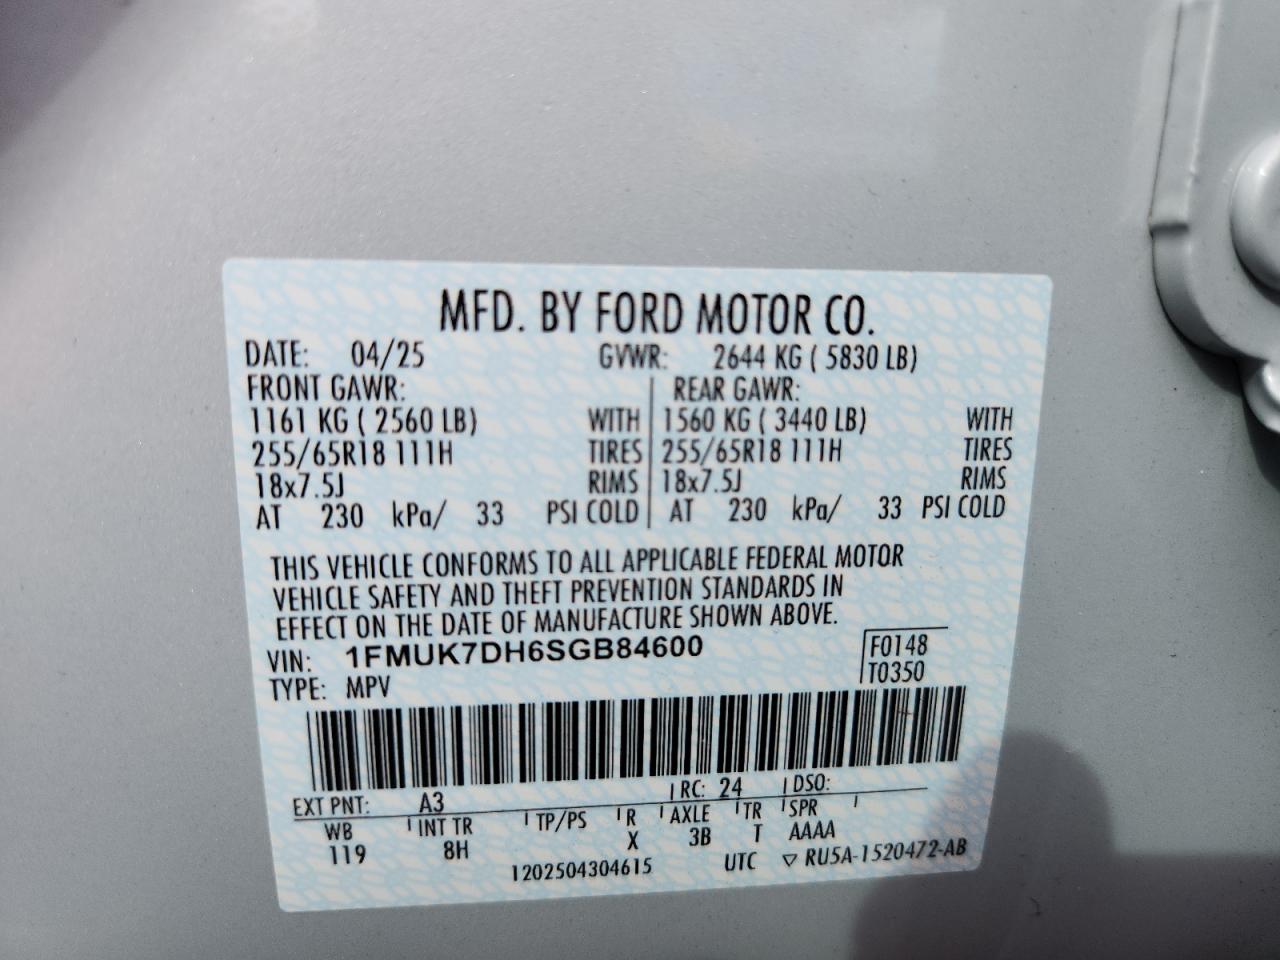 MFD. BY FORD MOTOR CO.
DATE: 04/25 GVWR: 2644 KG ( 5830 LB)
FRONT GAWR: REAR GAWR:
1161 KG ( 2560 LB) WITH 1560 KG ( 3440 LB) WITH
255/65R18 111H TIRES 255/65R18 111H TIRES
18x7.5J RIMS 18x7.5J RIMS
AT 230 kPa/ 33 PSI COLD AT 230 kPa/ 33 PSI COLD
THIS VEHICLE CONFORMS TO ALL APPLICABLE FEDERAL MOTOR
VEHICLE SAFETY AND THEFT PREVENTION STANDARDS IN
EFFECT ON THE DATE OF MANUFACTURE SHOWN ABOVE.
VIN: 1FMUK7DH6SGB84600 F0148
TYPE: MPV T0350
EXT PNT: A3 RC: 24 DSO:
WB INT TR TP/PS R AXLE TR SPR
119 8H X 3B T AAAA
1202504304615 UTC ▽ RU5A-1520472-AB